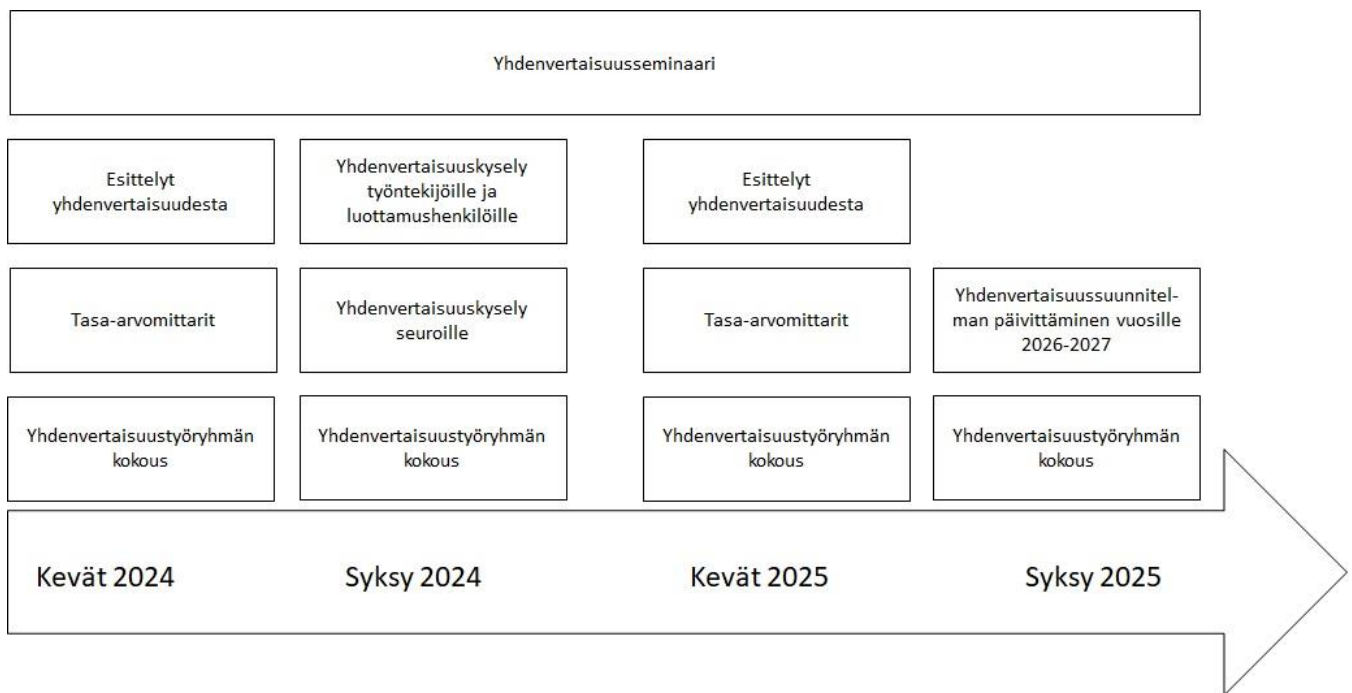 Yhdenvertaisuusseminaari
Esittelyt
yhdenvertaisuudesta
Yhdenvertaisuuskysely
työntekijöille ja
luottamushenkilöille
Esittelyt
yhdenvertaisuudesta
Tasa-arvomittarit
Yhdenvertaisuuskysely
seuroille
Tasa-arvomittarit
Yhdenvertaisuussuunnitel-
man päivittäminen vuosille
2026-2027
Yhdenvertaisuustyöryhmän
kokous
Yhdenvertaisuustyöryhmän
kokous
Yhdenvertaisuustyöryhmän
kokous
Yhdenvertaisuustyöryhmän
kokous
Kevät 2024
Syksy 2024
Kevät 2025
Syksy 2025